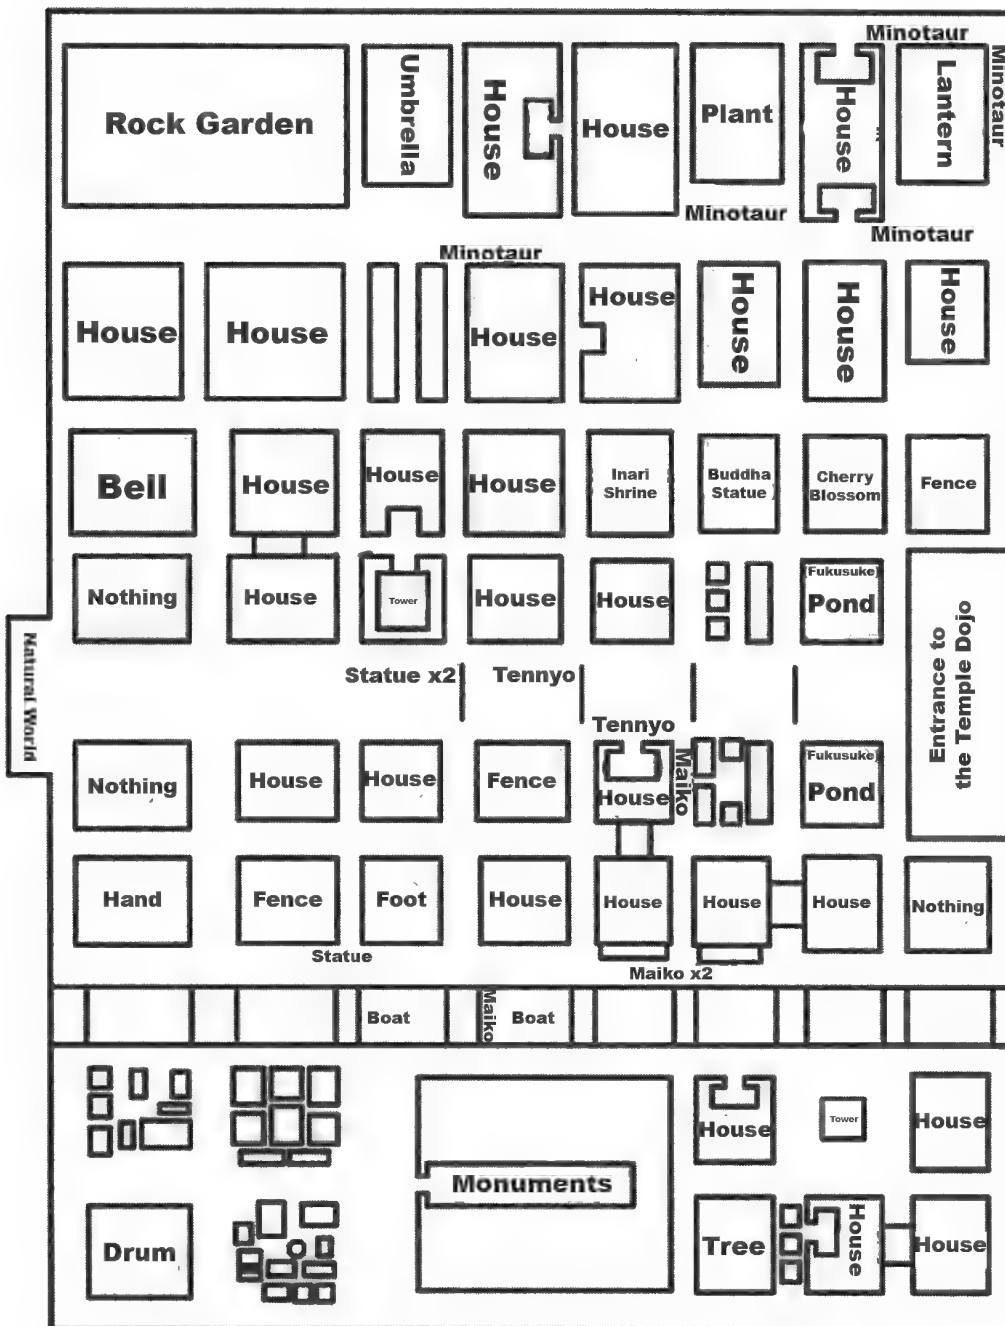 Minotaur
Minotaur
Rock Garden
Umbrella
House
House
Plant
House
Lantern
Minotaur
Minotaur
Minotaur
House
House
House
House
House
House
House
Bell
House
House
House
Inari
Shrine
Buddha
Statue
Cherry
Blossom
Fence
Nothing
House
Tower
House
House
(Fukusuke)
Pond
Entrance to
the Temple Dojo
Natural World
Statue x2
Tennyo
Tennyo
Nothing
House
House
Fence
House
Maiko
(Fukusuke)
Pond
Hand
Fence
Foot
House
House
House
House
Nothing
Statue
Maiko x2
Boat
Maiko
Boat
House
Tower
House
Monuments
Drum
Tree
House
House